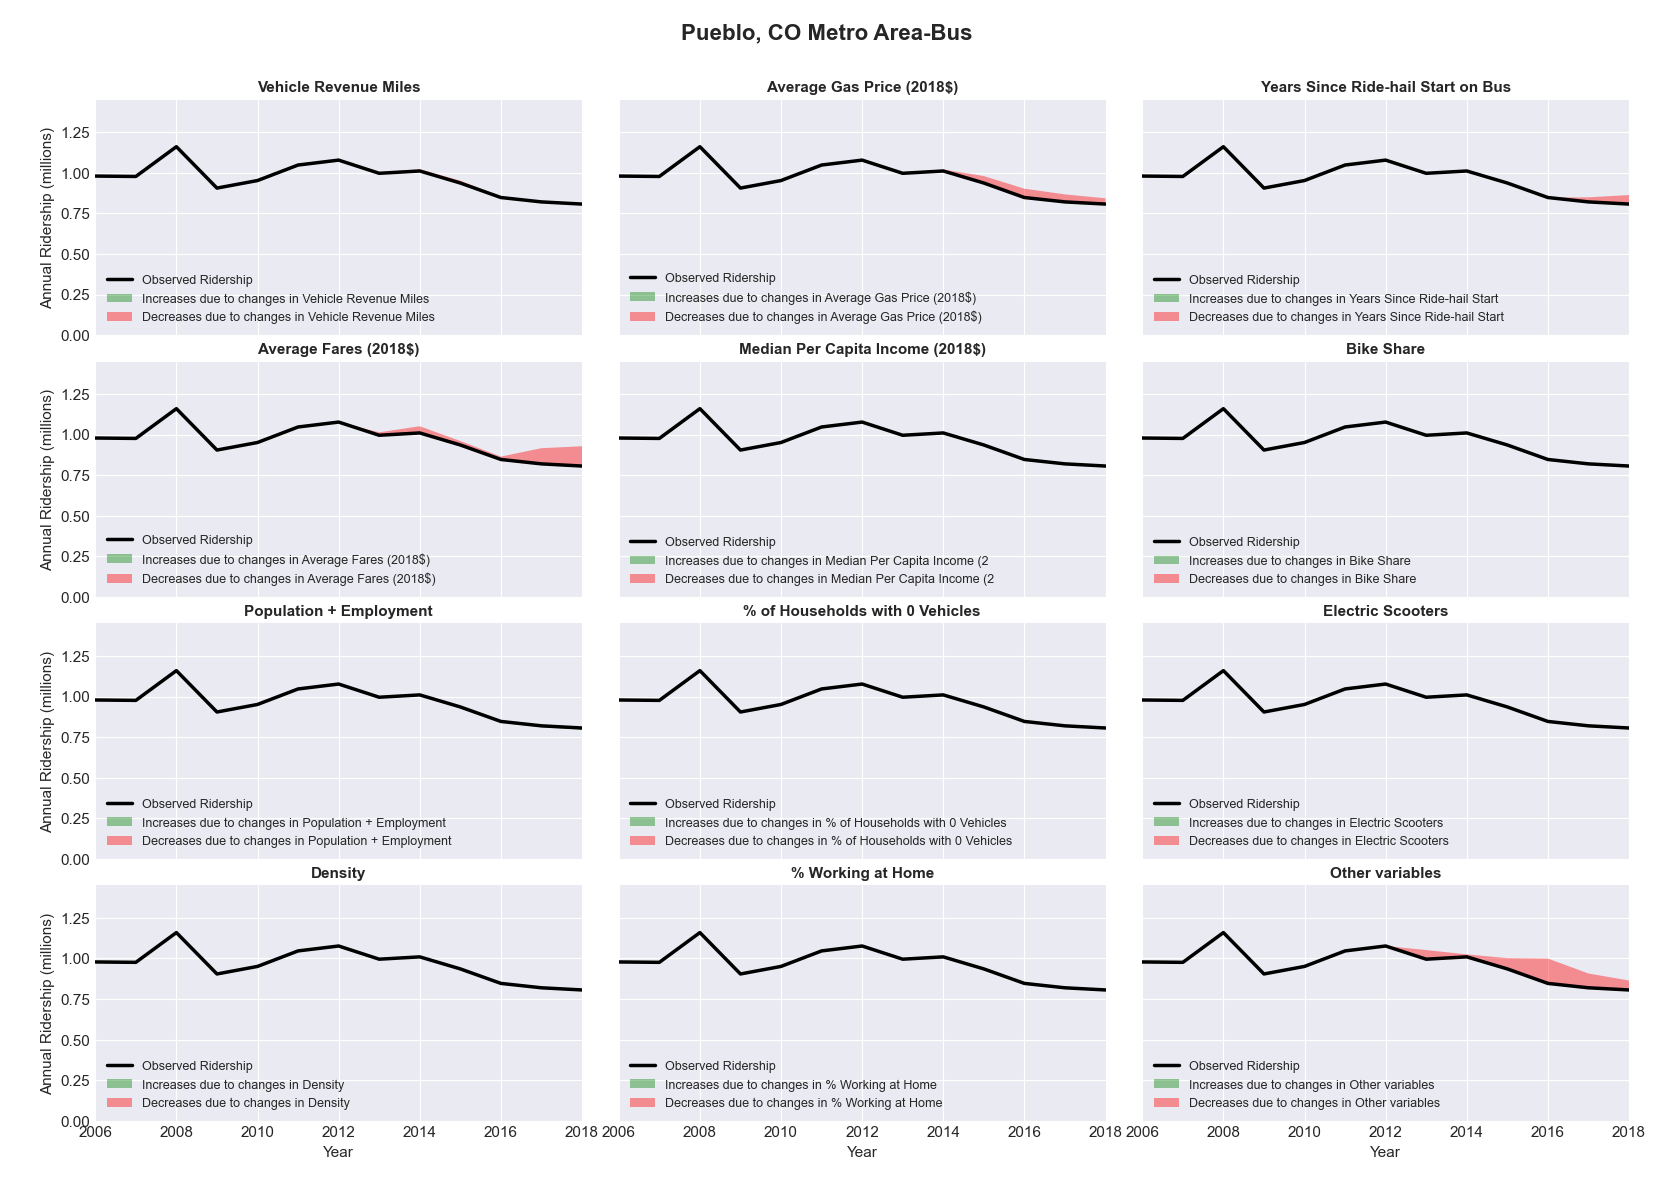 Pueblo, CO Metro Area-Bus
Vehicle Revenue Miles
Annual Ridership (millions)
1.25
1.00
0.75
0.50
0.25
0.00
Observed Ridership
Increases due to changes in Vehicle Revenue Miles
Decreases due to changes in Vehicle Revenue Miles
Average Gas Price (2018$)
Observed Ridership
Increases due to changes in Average Gas Price (2018$)
Decreases due to changes in Average Gas Price (2018$)
Years Since Ride-hail Start on Bus
Observed Ridership
Increases due to changes in Years Since Ride-hail Start
Decreases due to changes in Years Since Ride-hail Start
Average Fares (2018$)
Annual Ridership (millions)
1.25
1.00
0.75
0.50
0.25
0.00
Observed Ridership
Increases due to changes in Average Fares (2018$)
Decreases due to changes in Average Fares (2018$)
Median Per Capita Income (2018$)
Observed Ridership
Increases due to changes in Median Per Capita Income (2
Decreases due to changes in Median Per Capita Income (2
Bike Share
Observed Ridership
Increases due to changes in Bike Share
Decreases due to changes in Bike Share
Population + Employment
Annual Ridership (millions)
1.25
1.00
0.75
0.50
0.25
0.00
Observed Ridership
Increases due to changes in Population + Employment
Decreases due to changes in Population + Employment
% of Households with 0 Vehicles
Observed Ridership
Increases due to changes in % of Households with 0 Vehicles
Decreases due to changes in % of Households with 0 Vehicles
Electric Scooters
Observed Ridership
Increases due to changes in Electric Scooters
Decreases due to changes in Electric Scooters
Density
Annual Ridership (millions)
1.25
1.00
0.75
0.50
0.25
0.00
Observed Ridership
Increases due to changes in Density
Decreases due to changes in Density
2006 2008 2010 2012 2014 2016 2018
Year
% Working at Home
Observed Ridership
Increases due to changes in % Working at Home
Decreases due to changes in % Working at Home
2006 2008 2010 2012 2014 2016 2018
Year
Other variables
Observed Ridership
Increases due to changes in Other variables
Decreases due to changes in Other variables
2006 2008 2010 2012 2014 2016 2018
Year